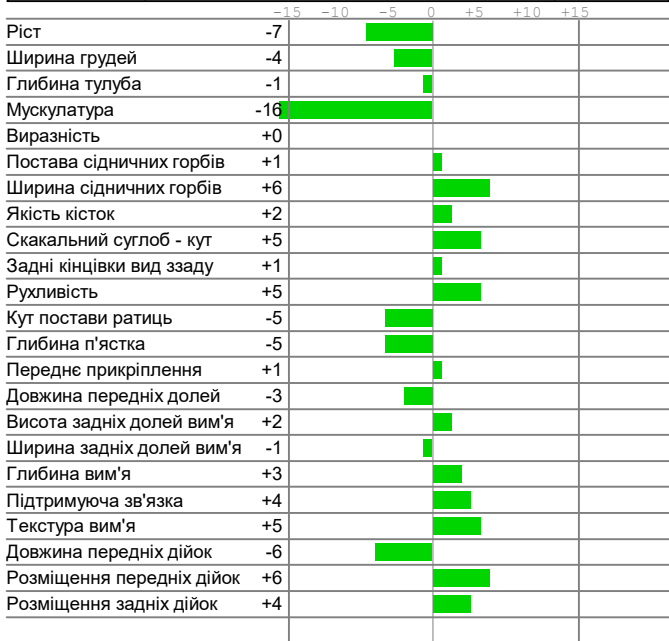 -15 -10 -5 0 +5 +10 +15
Ріст -7
Ширина грудей -4
Глибина тулуба -1
Мускулатура -16
Виразність +0
Постава сідничних горбів +1
Ширина сідничних горбів +6
Якість кісток +2
Скакальний суглоб - кут +5
Задні кінцівки вид ззаду +1
Рухливість +5
Кут постави ратиць -5
Глибина п'ястка -5
Переднє прикріплення +1
Довжина передніх долей -3
Висота задніх долей вим'я +2
Ширина задніх долей вим'я -1
Глибина вим'я +3
Підтримуюча зв'язка +4
Текстура вим'я +5
Довжина передніх дійок -6
Розміщення передніх дійок +6
Розміщення задніх дійок +4